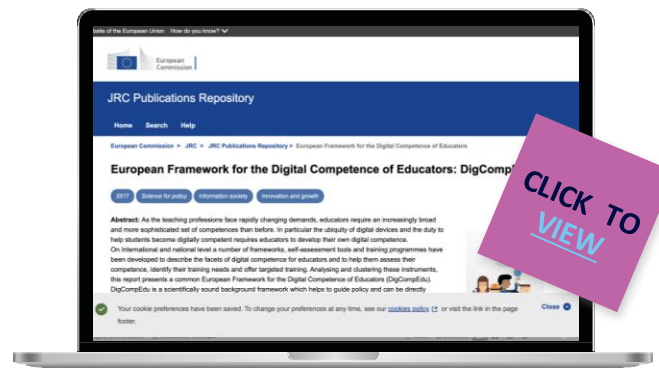 bsite of the European Union How do you know?
European
Commission
JRC Publications Repository
Home Search Help
European Commission > JRC > JRC Publications Repository > European Framework for the Digital Competence of Educators
European Framework for the Digital Competence of Educators: DigCompE
2017 Science for policy Information society Innovation and growth
Abstract: As the teaching professions face rapidly changing demands, educators require an increasingly broad
and more sophisticated set of competences than before. In particular the ubiquity of digital devices and the duty to
help students become digitally competent requires educators to develop their own digital competence.
On International and national level a number of frameworks, self-assessment tools and training programmes have
been developed to describe the facets of digital competence for educators and to help them assess their
competence, identify their training needs and offer targeted training. Analysing and clustering these instruments,
this report presents a common European Framework for the Digital Competence of Educators (DigCompEdu).
DigCompEdu is a scientifically sound background framework which helps to guide policy and can be directly
Your cookie preferences have been saved. To change your preferences at any time, see our cookies policy or visit the link in the page
footer.
Close
CLICK TO
VIEW